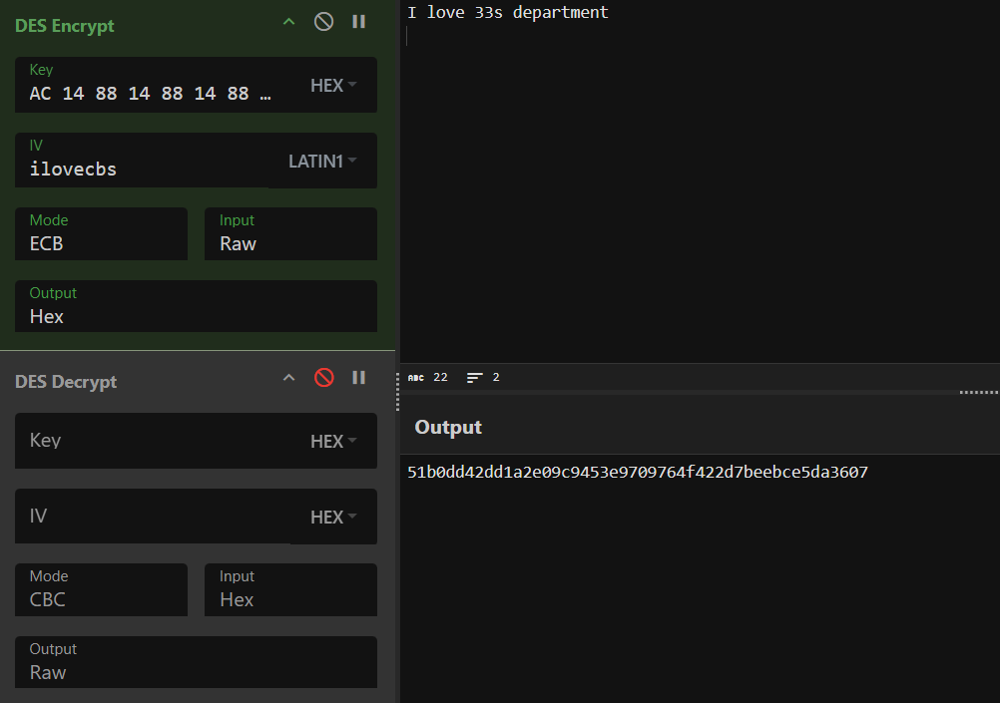 DES Encrypt
Key
AC 14 88 14 88 14 88 …
HEX
IV
ilovecbs
LATIN1
Mode
ECB
Input
Raw
Output
Hex
DES Decrypt
Key
HEX
IV
HEX
Mode
CBC
Input
Hex
Output
Raw
I love 33s department
ABC 22 2
Output
51b0dd42dd1a2e09c9453e9709764f422d7beebce5da3607